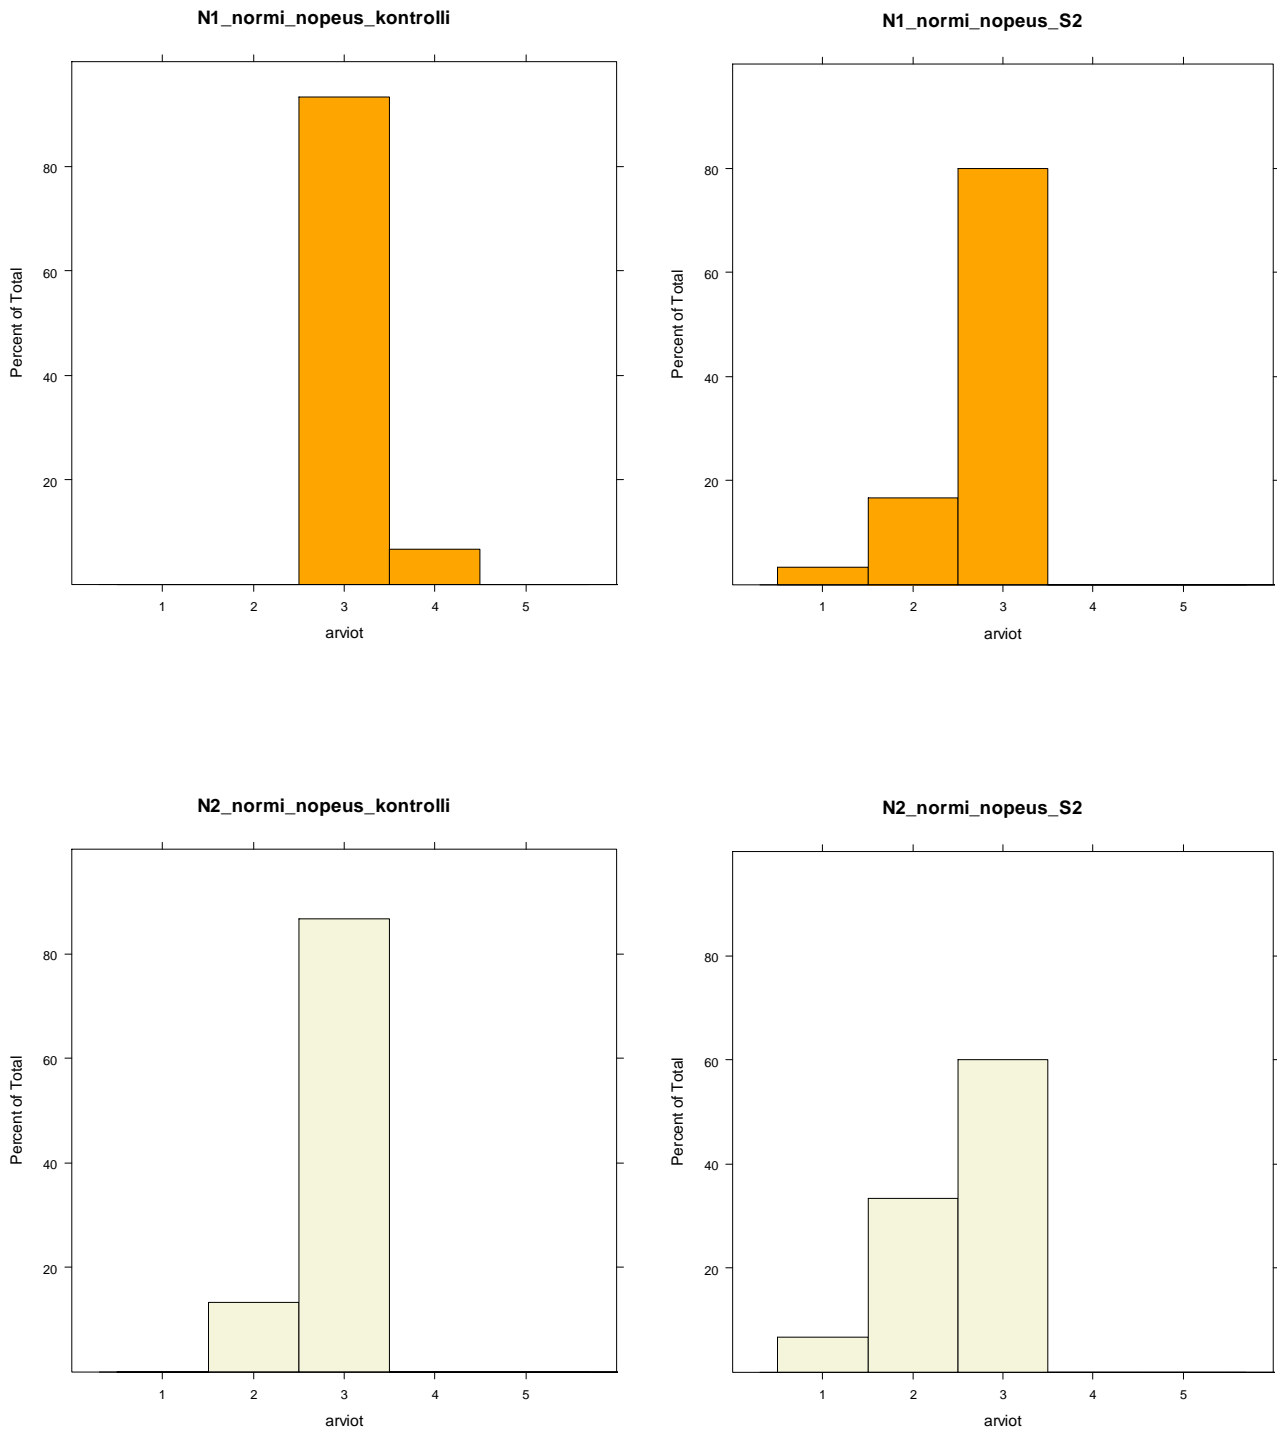 N1_normi_nopeus_kontrolli
Percent of Total
80
60
40
20
1 2 3 4 5
arviot
N1_normi_nopeus_S2
Percent of Total
80
60
40
20
1 2 3 4 5
arviot
N2_normi_nopeus_kontrolli
Percent of Total
80
60
40
20
1 2 3 4 5
arviot
N2_normi_nopeus_S2
Percent of Total
80
60
40
20
1 2 3 4 5
arviot